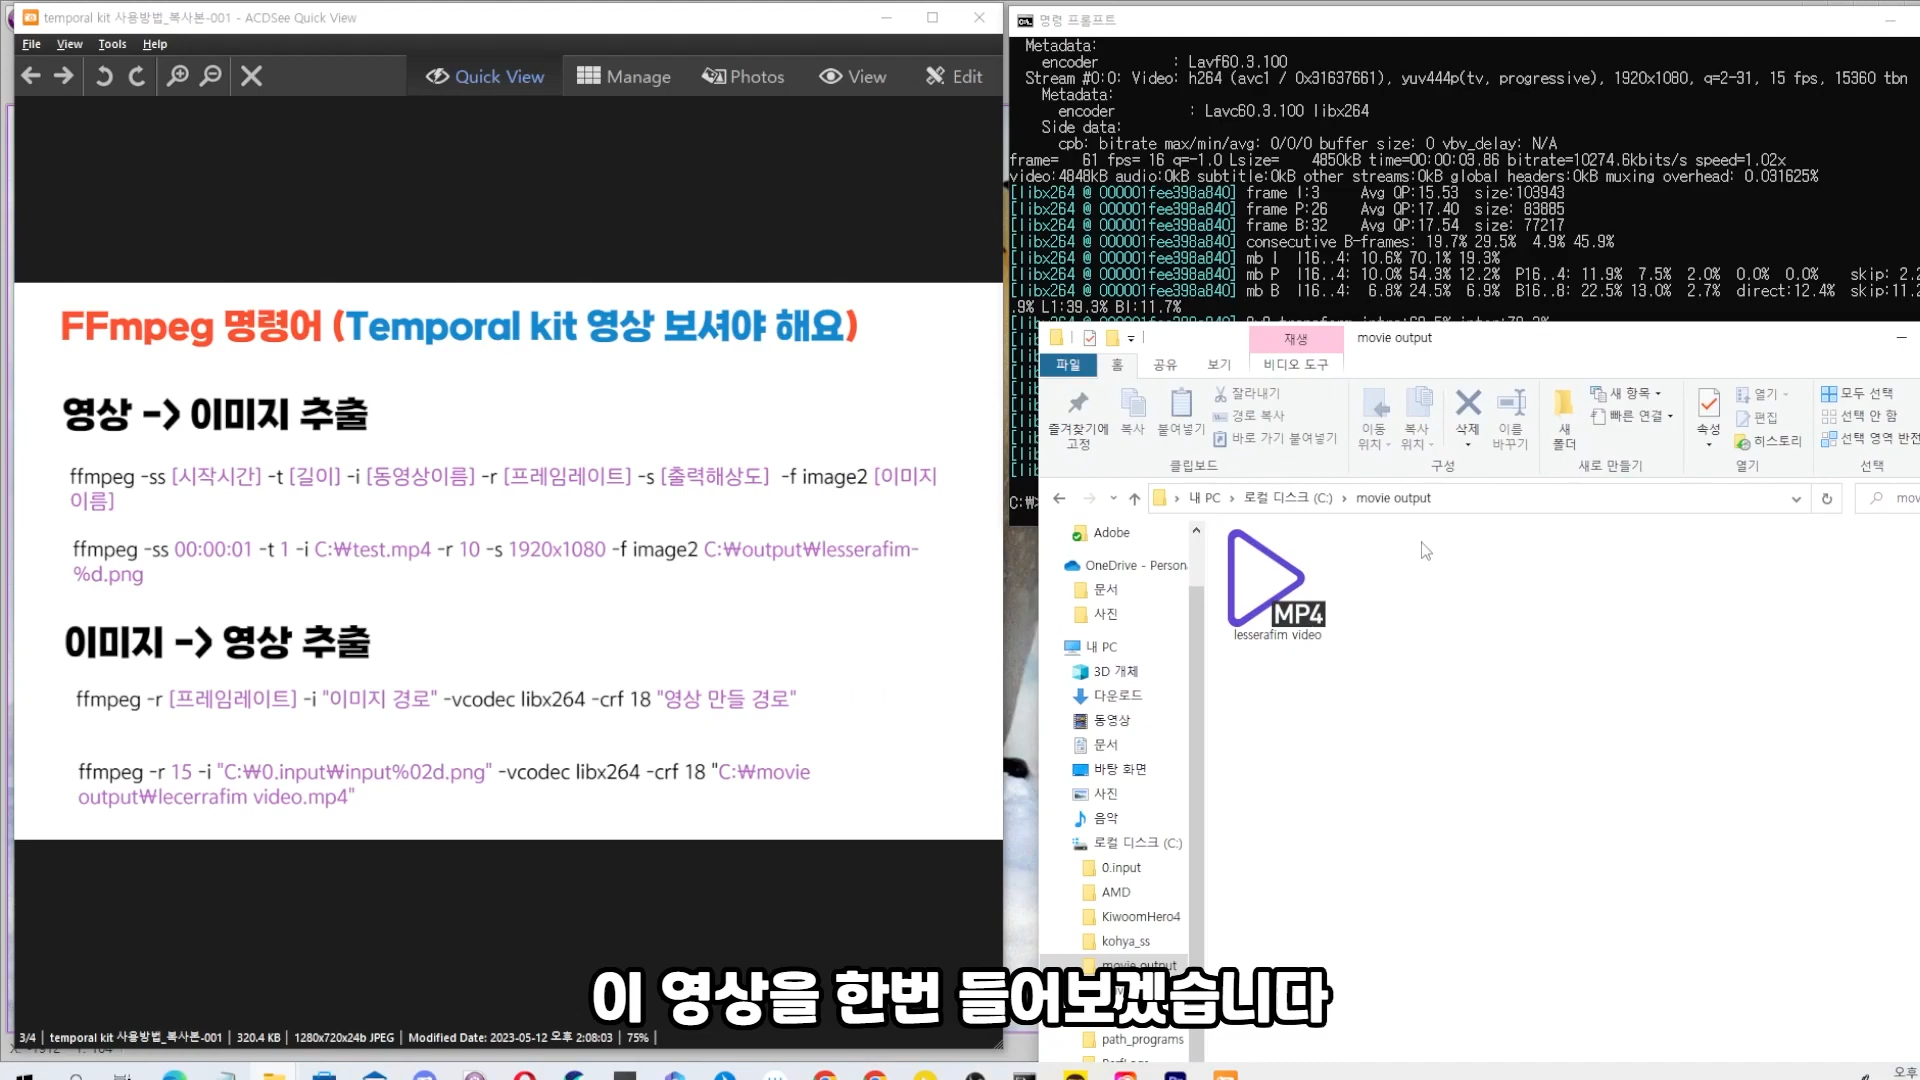 temporal kit 사용방법_복사본-001 - ACDSee Quick View
File View Tools Help
Quick View Manage Photos View Edit
FFmpeg 명령어 (Temporal kit 영상 보셔야 해요)
영상 -> 이미지 추출
ffmpeg -ss [시작시간] -t [길이] -i [동영상이름] -r [프레임레이트] -s [출력해상도] -f image2 [이미지
이름]
ffmpeg -ss 00:00:01 -t 1 -i C:₩test.mp4 -r 10 -s 1920x1080 -f image2 C:₩output₩lesserafim-
%d.png
이미지 -> 영상 추출
ffmpeg -r [프레임레이트] -i "이미지 경로" -vcodec libx264 -crf 18 "영상 만들 경로"
ffmpeg -r 15 -i "C:₩0.input₩input%02d.png" -vcodec libx264 -crf 18 "C:₩movie
output₩lecerrafim video.mp4"
3/4 temporal kit 사용방법_복사본-001 320.4 KB 1280x720x24b JPEG Modified Date: 2023-05-12 오후 2:08:03 75%
명령 프롬프트
Metadata:
encoder : Lavf60.3.100
Stream #0:0: Video: h264 (avc1 / 0x31637661), yuv444p(tv, progressive), 1920x1080, q=2-31, 15 fps, 15360 tbn
Metadata:
encoder : Lavc60.3.100 libx264
Side data:
cpb: bitrate max/min/avg: 0/0/0 buffer size: 0 vbv_delay: N/A
frame= 61 fps= 16 q=-1.0 Lsize= 4850kB time=00:00:03.86 bitrate=10274.6kbits/s speed=1.02x
video:4848kB audio:0kB subtitle:0kB other streams:0kB global headers:0kB muxing overhead: 0.031625%
[libx264 @ 000001fee398a840] frame I:3 Avg QP:15.53 size:103943
[libx264 @ 000001fee398a840] frame P:26 Avg QP:17.40 size: 83885
[libx264 @ 000001fee398a840] frame B:32 Avg QP:17.54 size: 77217
[libx264 @ 000001fee398a840] consecutive B-frames: 19.7% 29.5% 4.9% 45.9%
[libx264 @ 000001fee398a840] mb I I16..4: 10.6% 70.1% 19.3%
[libx264 @ 000001fee398a840] mb P I16..4: 10.0% 54.3% 12.2% P16..4: 11.9% 7.5% 2.0% 0.0% 0.0% skip: 2.2
[libx264 @ 000001fee398a840] mb B I16..4: 6.8% 24.5% 6.9% B16..8: 22.5% 13.0% 2.7% direct:12.4% skip:11.2
.9% L1:39.3% BI:11.7%
C:₩>
재생 movie output
파일 홈 공유 보기 비디오 도구
즐겨찾기에 고정 복사 붙여넣기 잘라내기 경로 복사 바로 가기 붙여넣기
이동 위치 복사 위치 삭제 이름 바꾸기 새 폴더 새 항목 빠른 연결
속성 열기 편집 히스토리 모두 선택 선택 안 함 선택 영역 반전
클립보드 구성 새로 만들기 열기 선택
내 PC › 로컬 디스크 (C:) › movie output
Adobe
OneDrive - Person
문서
사진
내 PC
3D 개체
다운로드
동영상
문서
바탕 화면
사진
음악
로컬 디스크 (C:)
0.input
AMD
KiwoomHero4
kohya_ss
movie output
path_programs
MP4
lesserafim video
이 영상을 한번 들어보겠습니다
오후